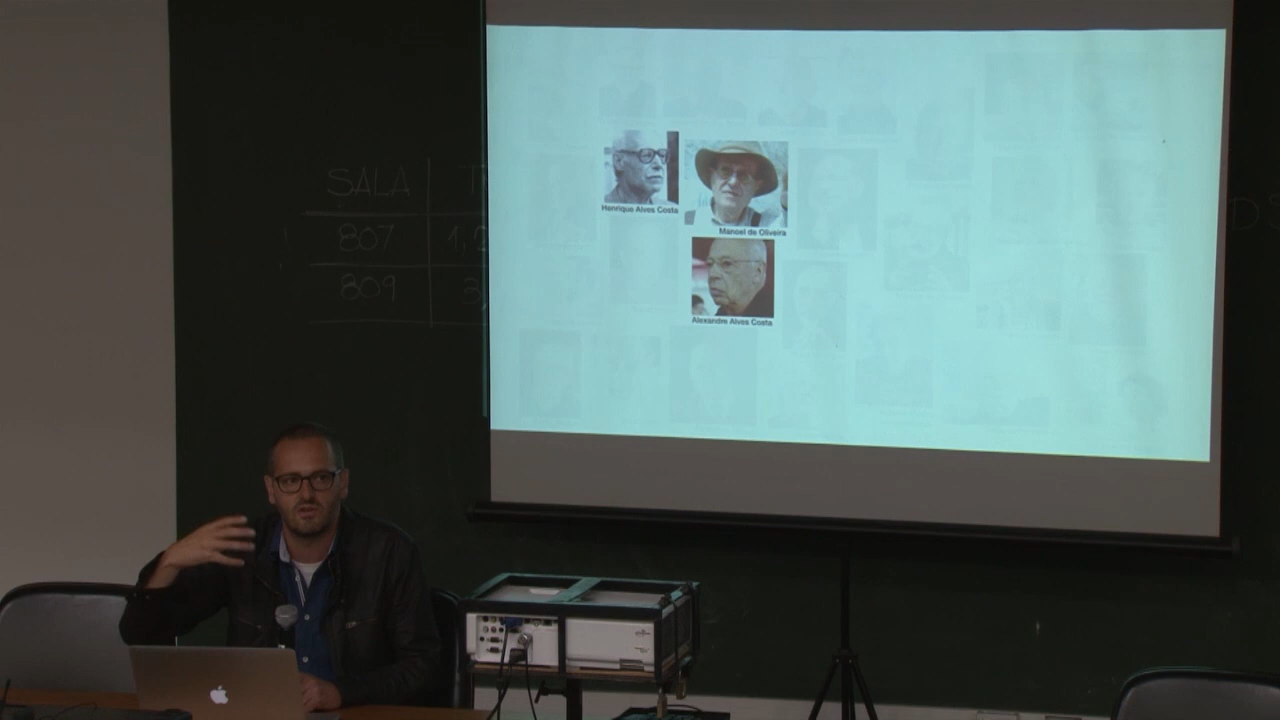 Henrique Alves Costa
Manoel de Oliveira
Alexandre Alves Costa
SALA
807
809